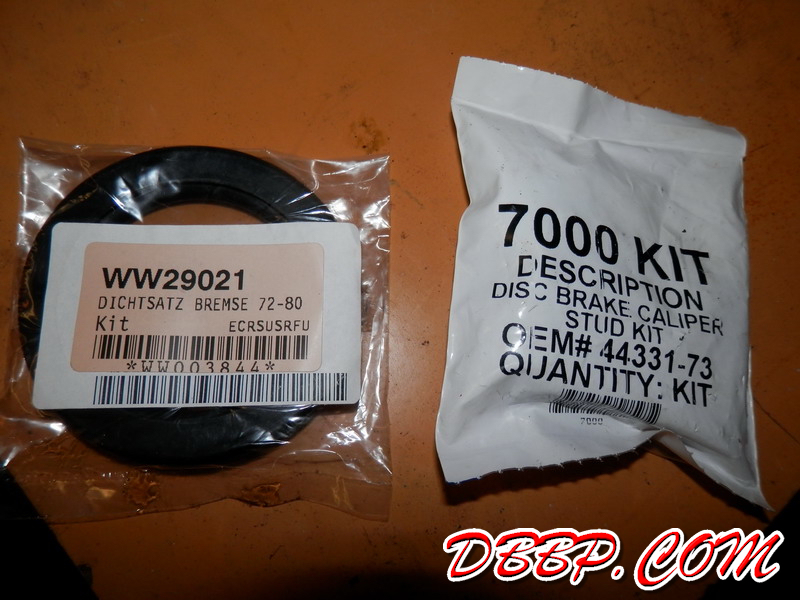 WW29021
DICHTSATZ BREMSE 72-80
Kit ECRSUSRFU
*WW003844*
7000 KIT
DESCRIPTION
DISC BRAKE CALIPER
STUD KIT
OEM# 44331-73
QUANTITY: KIT
7000
DBBP.COM